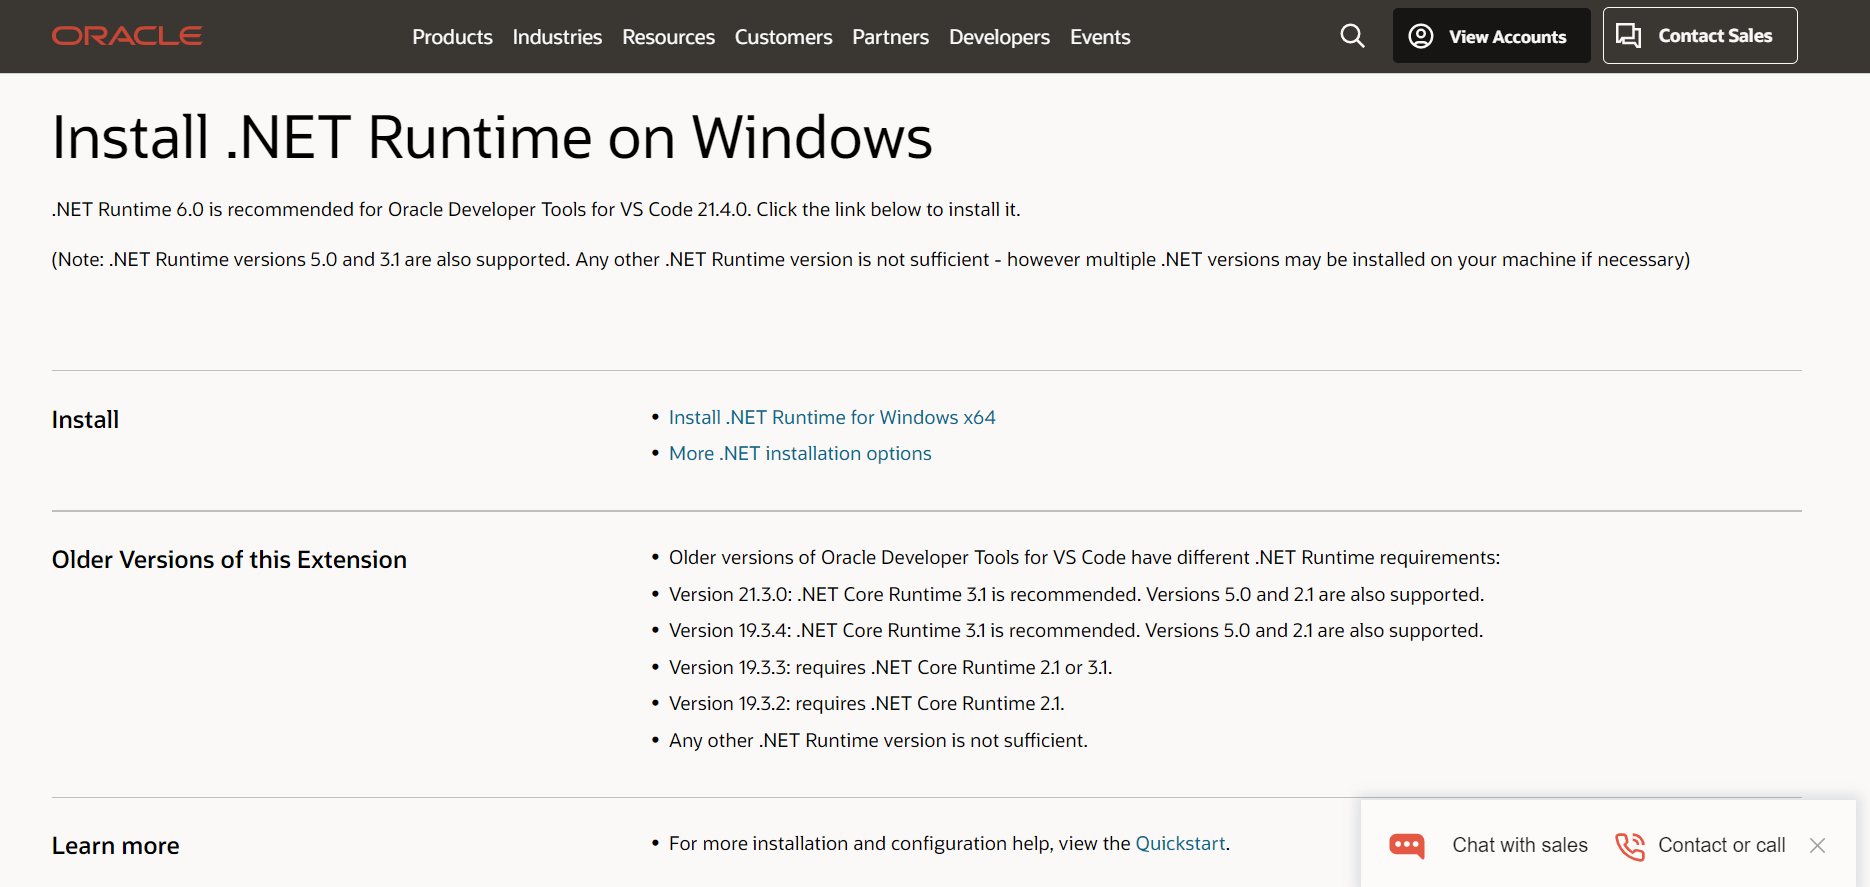 ORACLE
Products Industries Resources Customers Partners Developers Events
View Accounts
Contact Sales
Install .NET Runtime on Windows
.NET Runtime 6.0 is recommended for Oracle Developer Tools for VS Code 21.4.0. Click the link below to install it.
(Note: .NET Runtime versions 5.0 and 3.1 are also supported. Any other .NET Runtime version is not sufficient - however multiple .NET versions may be installed on your machine if necessary)
Install
• Install .NET Runtime for Windows x64
• More .NET installation options
Older Versions of this Extension
• Older versions of Oracle Developer Tools for VS Code have different .NET Runtime requirements:
• Version 21.3.0: .NET Core Runtime 3.1 is recommended. Versions 5.0 and 2.1 are also supported.
• Version 19.3.4: .NET Core Runtime 3.1 is recommended. Versions 5.0 and 2.1 are also supported.
• Version 19.3.3: requires .NET Core Runtime 2.1 or 3.1.
• Version 19.3.2: requires .NET Core Runtime 2.1.
• Any other .NET Runtime version is not sufficient.
Learn more
• For more installation and configuration help, view the Quickstart.
Chat with sales
Contact or call